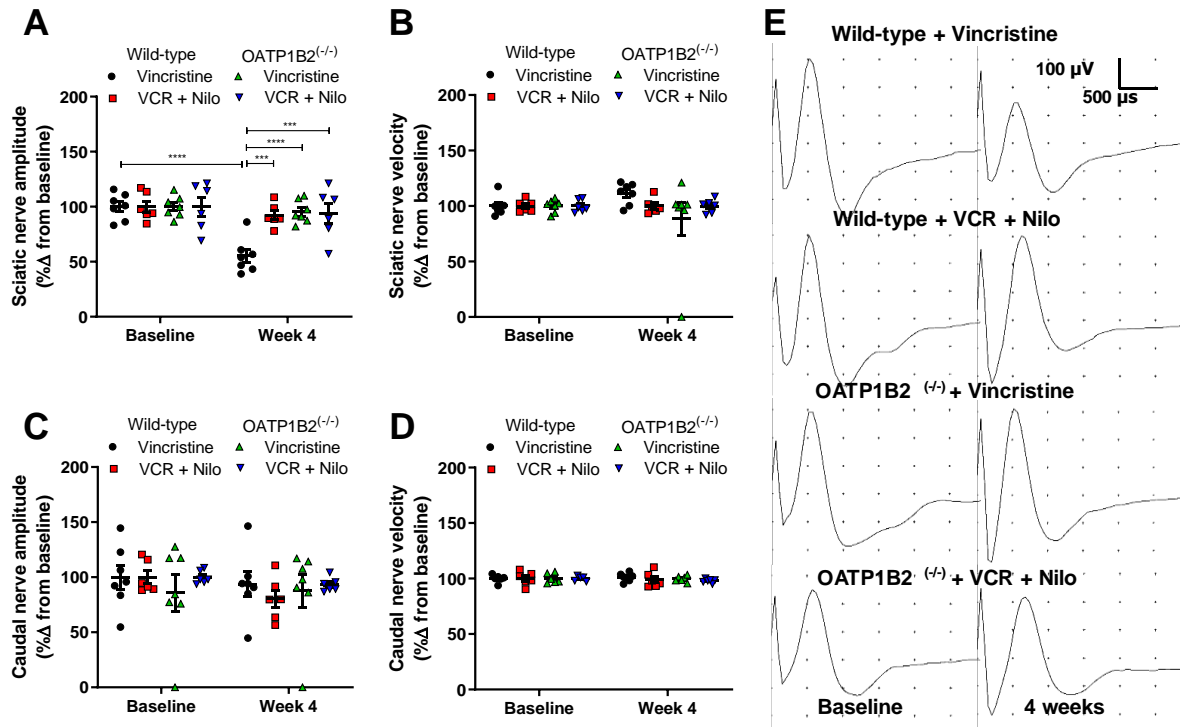 A
Wild-type OATP1B2(-/-)
Vincristine Vincristine
VCR + Nilo VCR + Nilo
Sciatic nerve amplitude
(%Δ from baseline)
200
150
100
50
0
**** *** **** ***
Baseline Week 4
B
Wild-type OATP1B2(-/-)
Vincristine Vincristine
VCR + Nilo VCR + Nilo
Sciatic nerve velocity
(%Δ from baseline)
200
150
100
50
0
Baseline Week 4
C
Wild-type OATP1B2(-/-)
Vincristine Vincristine
VCR + Nilo VCR + Nilo
Caudal nerve amplitude
(%Δ from baseline)
200
150
100
50
0
Baseline Week 4
D
Wild-type OATP1B2(-/-)
Vincristine Vincristine
VCR + Nilo VCR + Nilo
Caudal nerve velocity
(%Δ from baseline)
200
150
100
50
0
Baseline Week 4
E
Wild-type + Vincristine
100 µV
500 µs
Wild-type + VCR + Nilo
OATP1B2 (-/-) + Vincristine
OATP1B2 (-/-) + VCR + Nilo
Baseline 4 weeks